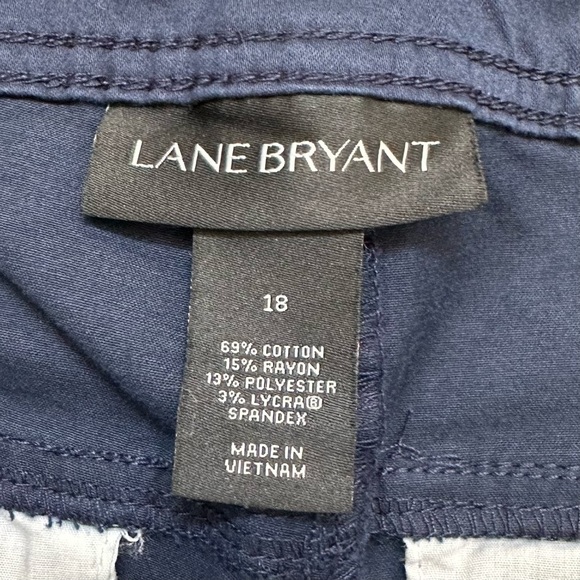 LANE BRYANT
18
69% COTTON
15% RAYON
13% POLYESTER
3% LYCRA®
SPANDEX
MADE IN
VIETNAM